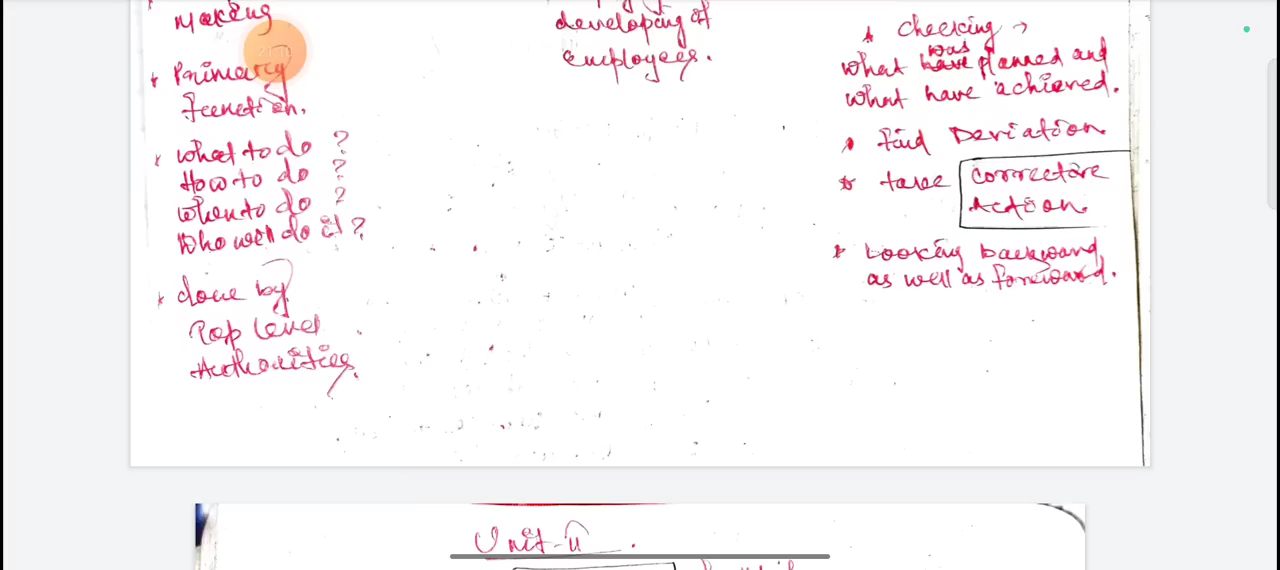 Making
* Primary
Function.
* What to do ?
How to do ?
When to do ?
Who will do it ?
* done by
Top Level
Authorities.
developing of
employees.
* Checking →
was
what have planned and
what have achieved.
* find Deviation
* take Corrective
Action.
* Looking backward
as well as forward.
Unit-II